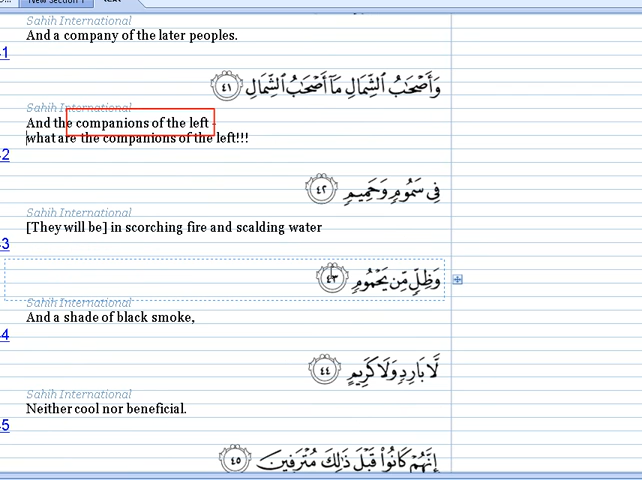 New Section 1
Sahih International
And a company of the later peoples.
41
وَأَصْحَٰبُ ٱلشِّمَالِ مَآ أَصْحَٰبُ ٱلشِّمَالِ ٤١
Sahih International
And the companions of the left -
what are the companions of the left!!!
42
فِى سَمُومٍ وَحَمِيمٍ ٤٢
Sahih International
[They will be] in scorching fire and scalding water
43
وَظِلٍّ مِّن يَحْمُومٍ ٤٣
Sahih International
And a shade of black smoke,
44
لَّا بَارِدٍ وَلَا كَرِيمٍ ٤٤
Sahih International
Neither cool nor beneficial.
45
إِنَّهُمْ كَانُوا۟ قَبْلَ ذَٰلِكَ مُتْرَفِينَ ٤٥